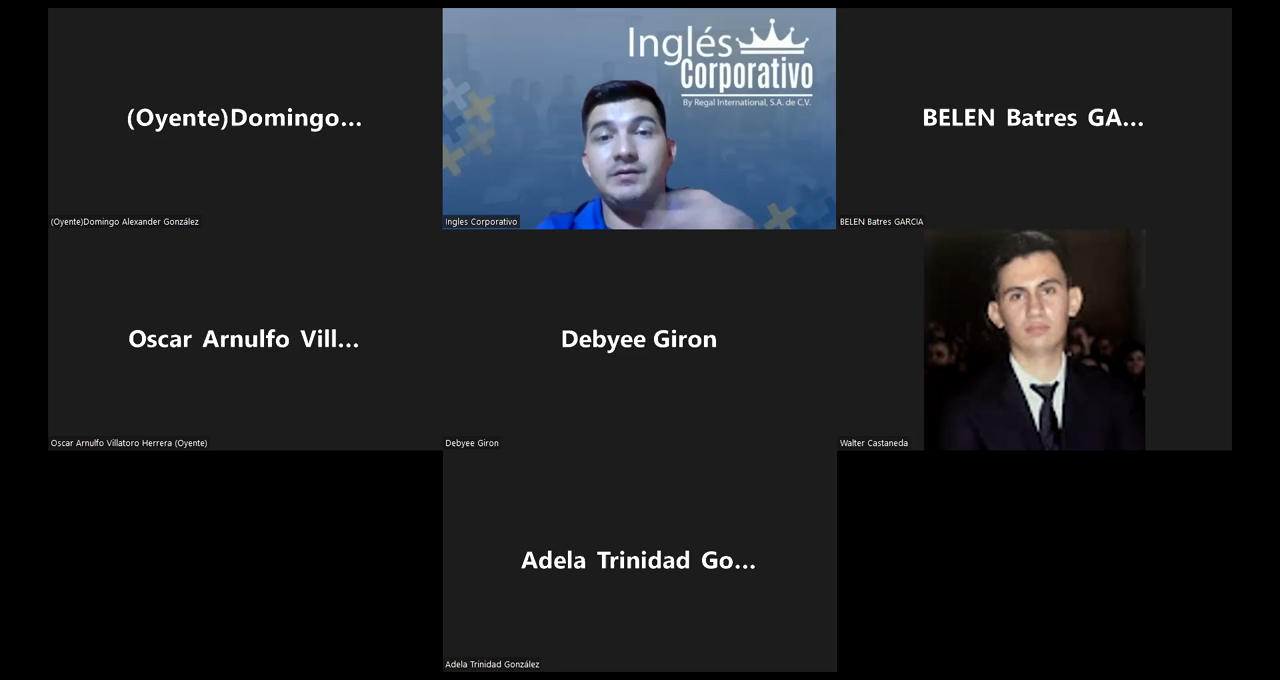 (Oyente)Domingo...
(Oyente)Domingo Alexander González
Inglés
Corporativo
By Regal International, S.A. de C.V.
Ingles Corporativo
BELEN Batres GA...
BELEN Batres GARCIA
Oscar Arnulfo Vill...
Oscar Arnulfo Villatoro Herrera (Oyente)
Debyee Giron
Debyee Giron
Walter Castaneda
Adela Trinidad Go...
Adela Trinidad González